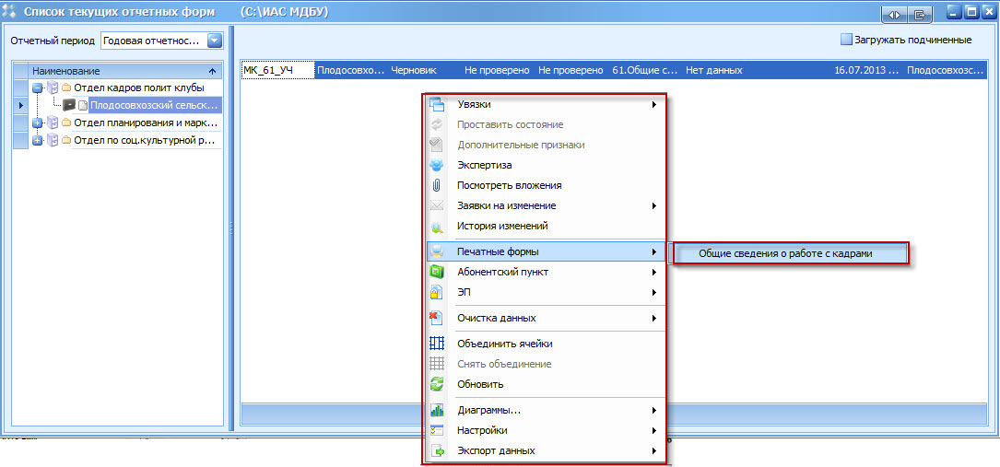 Список текущих отчетных форм (C:\ИАС МДБУ)
Отчетный период Годовая отчетнос...
Загружать подчиненные
Наименование
Отдел кадров полит клубы
Плодосовхозский сельск...
Отдел планирования и марк...
Отдел по соц.культурной р...
МК_61_УЧ Плодосовхо... Черновик Не проверено Не проверено 61.Общие с... Нет данных 16.07.2013 ... Плодосовхозс...
Увязки
Проставить состояние
Дополнительные признаки
Экспертиза
Посмотреть вложения
Заявки на изменение
История изменений
Печатные формы
Общие сведения о работе с кадрами
Абонентский пункт
ЭП
Очистка данных
Объединить ячейки
Снять объединение
Обновить
Диаграммы...
Настройки
Экспорт данных